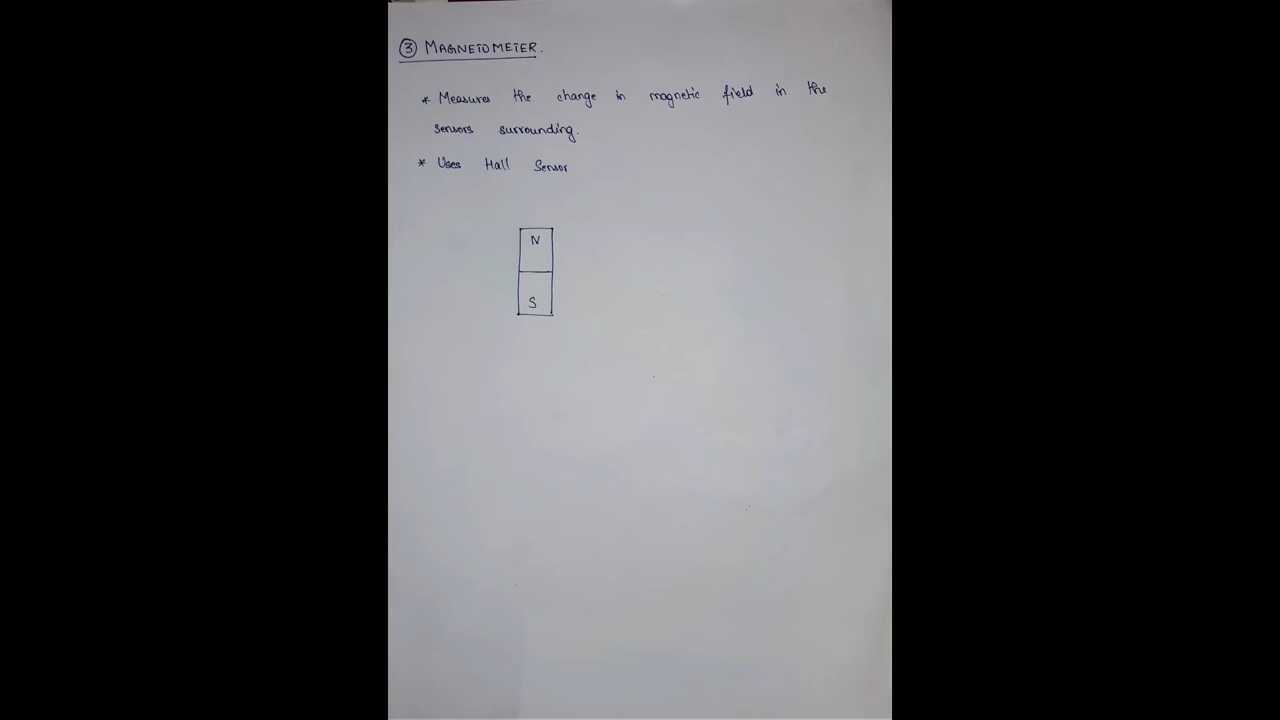 ③ MAGNETOMETER.
* Measures the change in magnetic field in the
sensors surrounding.
* Uses Hall Sensor
N
S